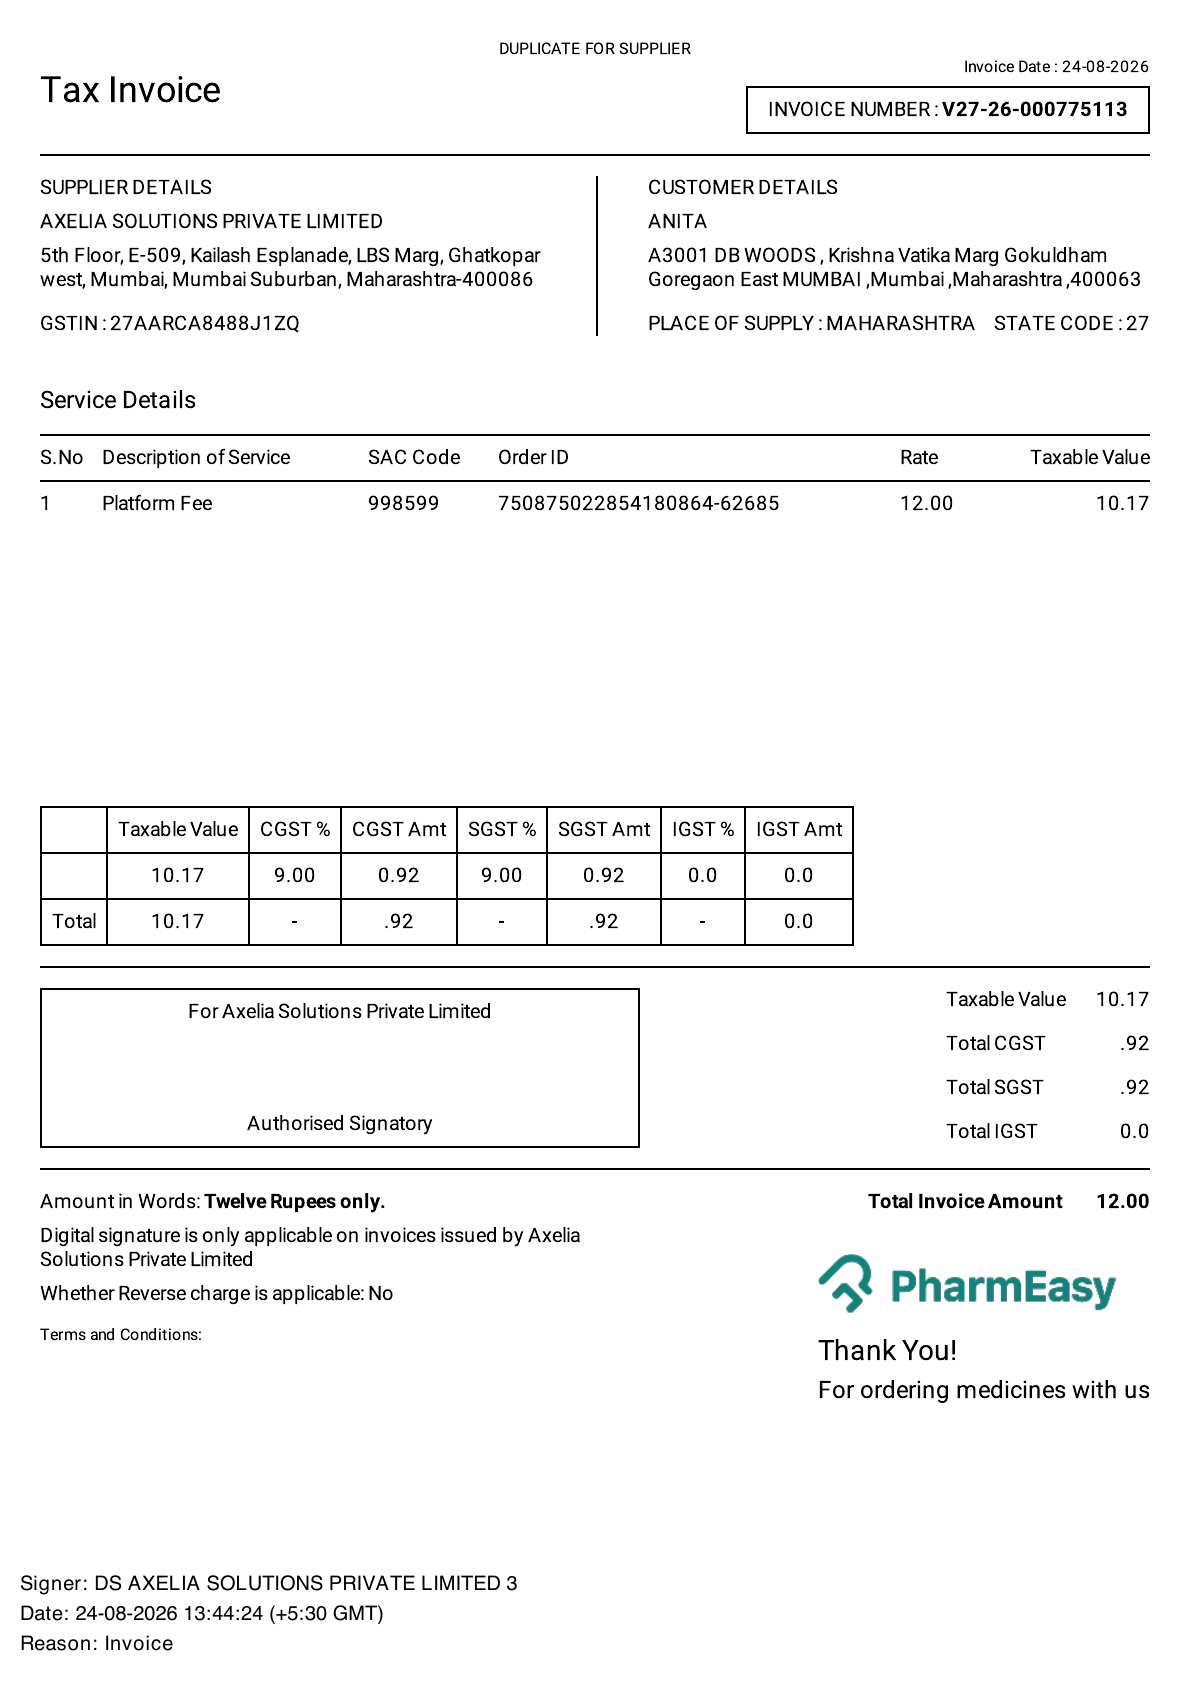 DUPLICATE FOR SUPPLIER
Invoice Date : 24-08-2026
Tax Invoice
INVOICE NUMBER : V27-26-000775113
SUPPLIER DETAILS
AXELIA SOLUTIONS PRIVATE LIMITED
5th Floor, E-509, Kailash Esplanade, LBS Marg, Ghatkopar
west, Mumbai, Mumbai Suburban, Maharashtra-400086
GSTIN : 27AARCA8488J1ZQ
CUSTOMER DETAILS
ANITA
A3001 DB WOODS , Krishna Vatika Marg Gokuldham
Goregaon East MUMBAI ,Mumbai ,Maharashtra ,400063
PLACE OF SUPPLY : MAHARASHTRA STATE CODE : 27
Service Details
S.No Description of Service SAC Code Order ID Rate Taxable Value
1 Platform Fee 998599 750875022854180864-62685 12.00 10.17
Taxable Value CGST % CGST Amt SGST % SGST Amt IGST % IGST Amt
10.17 9.00 0.92 9.00 0.92 0.0 0.0
Total 10.17 - .92 - .92 - 0.0
For Axelia Solutions Private Limited
Authorised Signatory
Taxable Value 10.17
Total CGST .92
Total SGST .92
Total IGST 0.0
Amount in Words: Twelve Rupees only.
Digital signature is only applicable on invoices issued by Axelia
Solutions Private Limited
Whether Reverse charge is applicable: No
Terms and Conditions:
Total Invoice Amount 12.00
PharmEasy
Thank You!
For ordering medicines with us
Signer: DS AXELIA SOLUTIONS PRIVATE LIMITED 3
Date: 24-08-2026 13:44:24 (+5:30 GMT)
Reason: Invoice